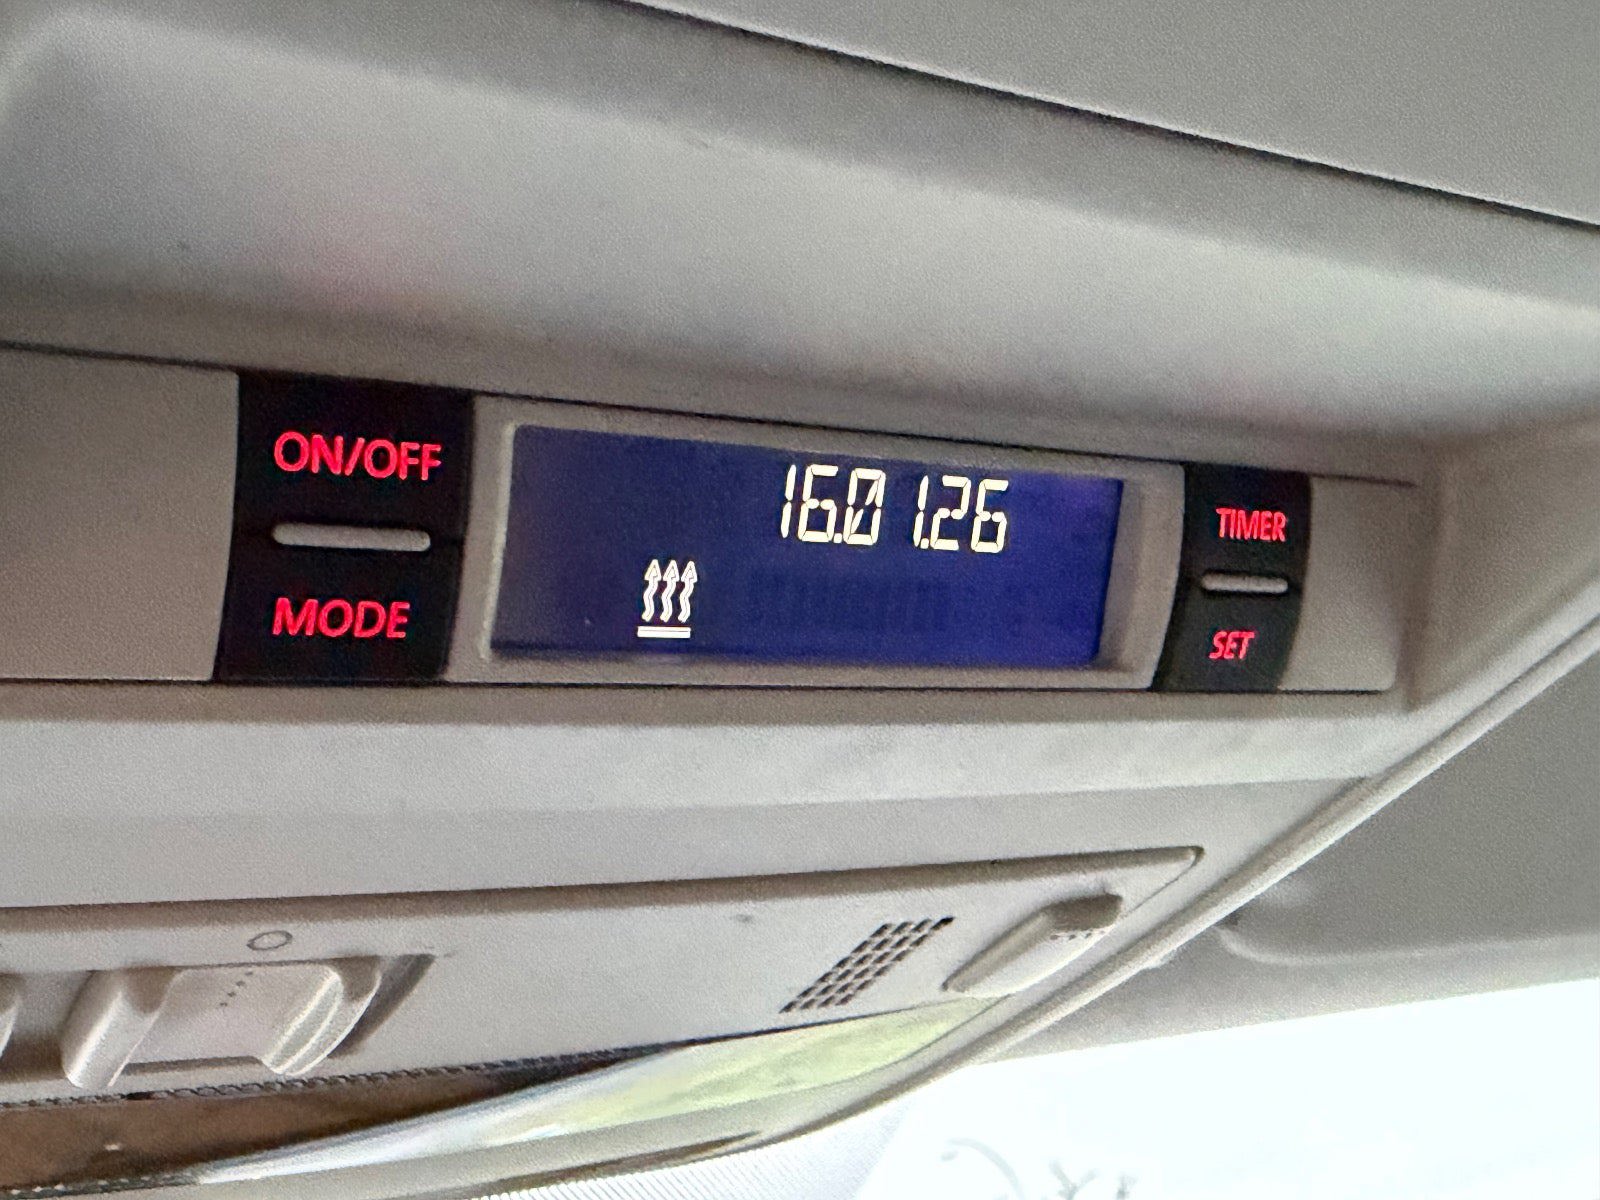 ON/OFF
MODE
16.01.26
TIMER
SET